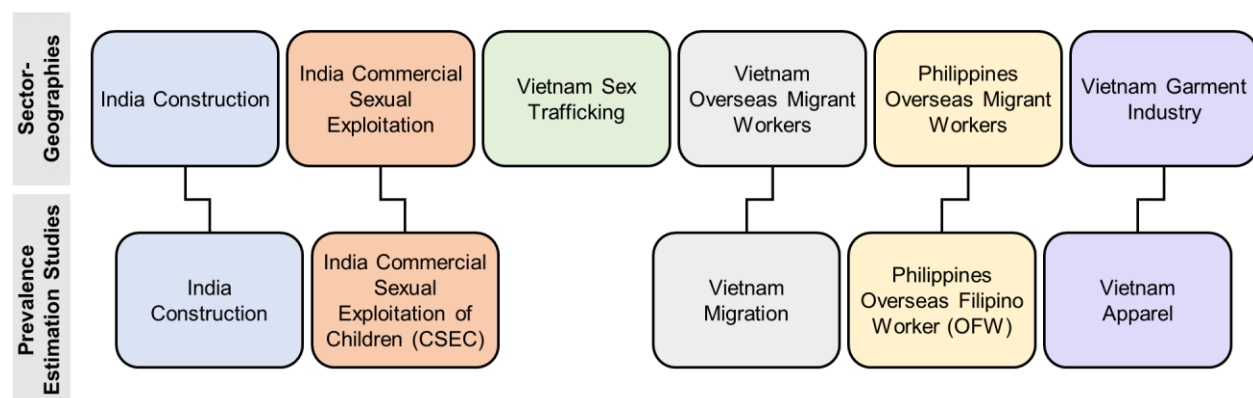 Sector-
Geographies
India Construction
India Commercial
Sexual
Exploitation
Vietnam Sex
Trafficking
Vietnam
Overseas Migrant
Workers
Philippines
Overseas Migrant
Workers
Vietnam Garment
Industry
Prevalence
Estimation Studies
India
Construction
India Commercial
Sexual
Exploitation of
Children (CSEC)
Vietnam
Migration
Philippines
Overseas Filipino
Worker (OFW)
Vietnam
Apparel